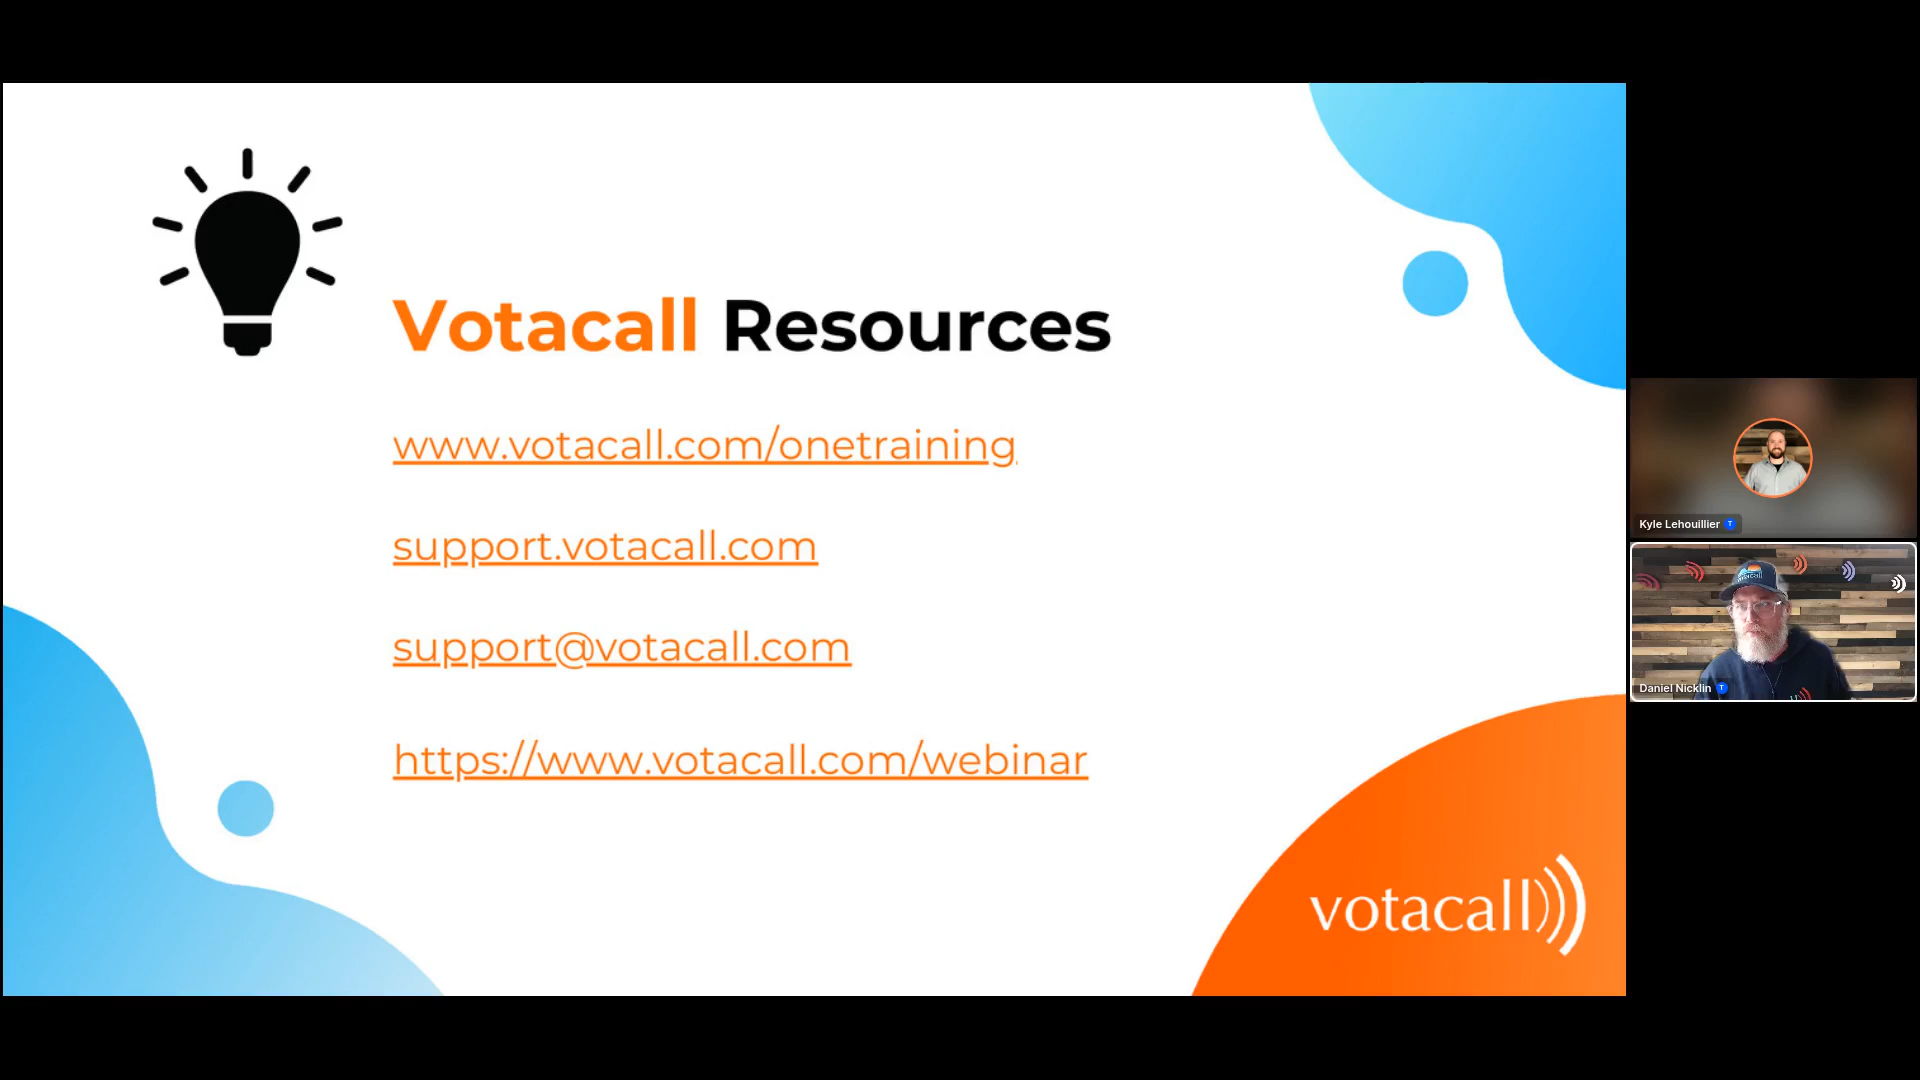 Votacall Resources
www.votacall.com/onetraining
support.votacall.com
support@votacall.com
https://www.votacall.com/webinar
votacall
Kyle Lehouillier T
Daniel Nicklin T